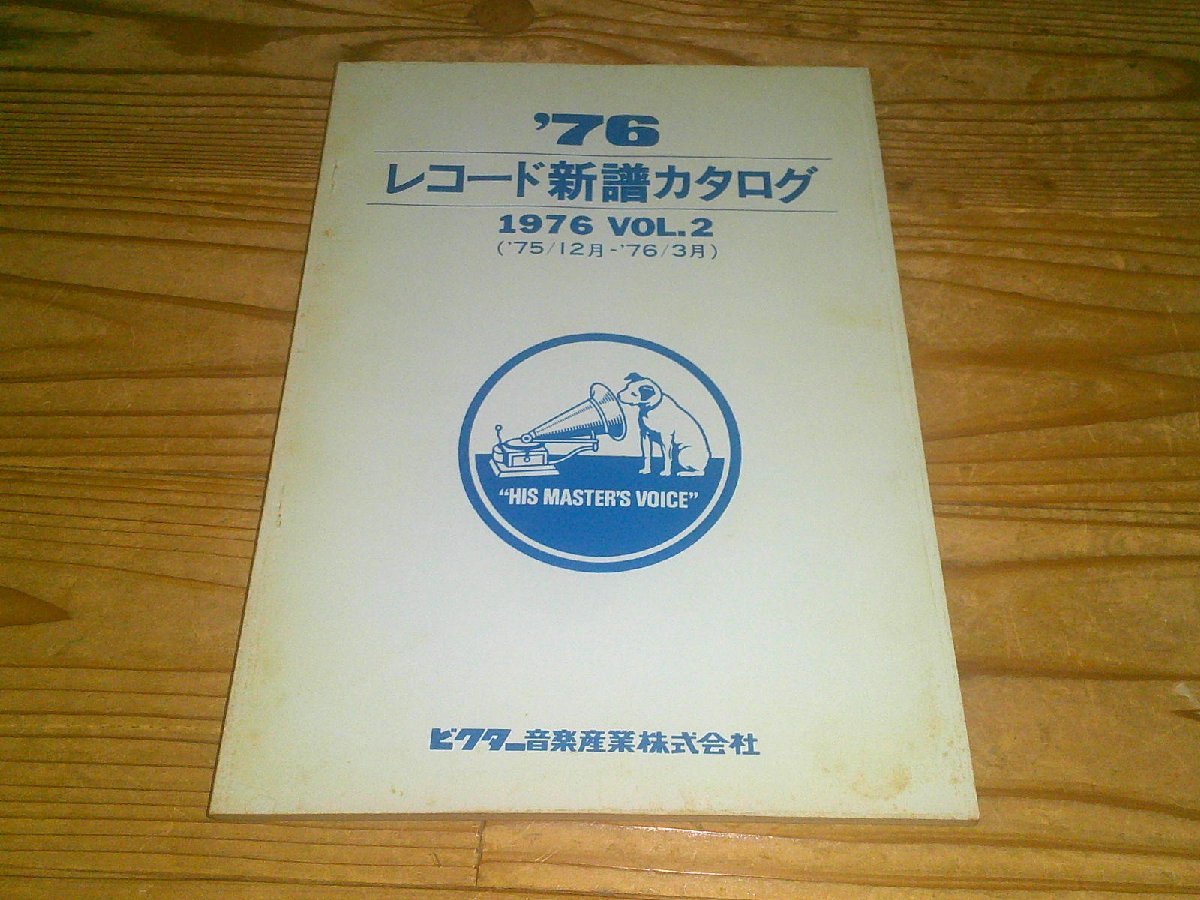 ’76
レコード新譜カタログ
1976 VOL.2
(’75/12月-’76/3月)
“HIS MASTER'S VOICE”
ビクター音楽産業株式会社